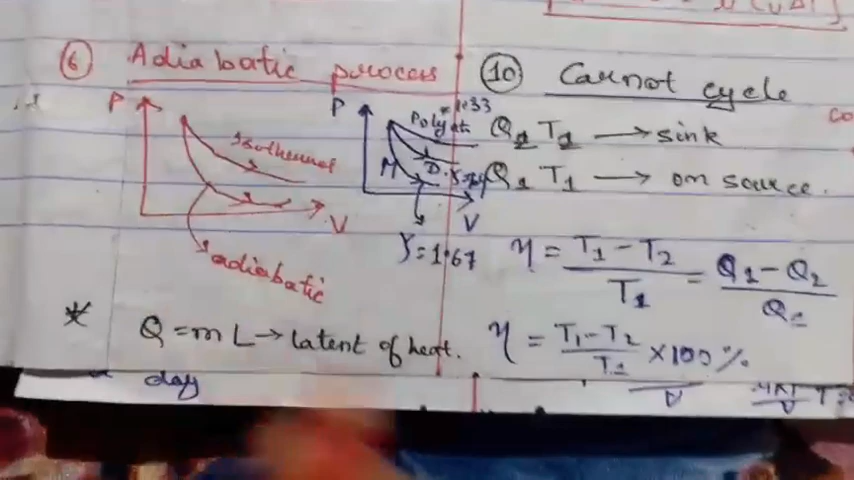 6 Adiabatic process
P
Isothermal
V
adiabatic
P
1.33
Polyat.
M
D.
V
γ=1.67
* Q = mL → latent of heat.
day
10 Carnot cycle
Q2 T2 → sink
Q1 T1 → on source.
η = T1 - T2 / T1 = Q1 - Q2 / Q1
η = T1 - T2 / T1 × 100 %